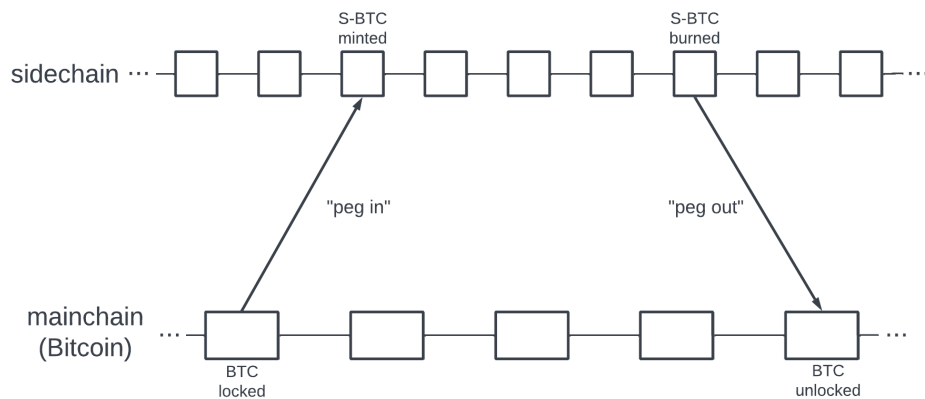 S-BTC
minted
S-BTC
burned
sidechain ...
...
"peg in"
"peg out"
mainchain
(Bitcoin)
...
...
BTC
locked
BTC
unlocked